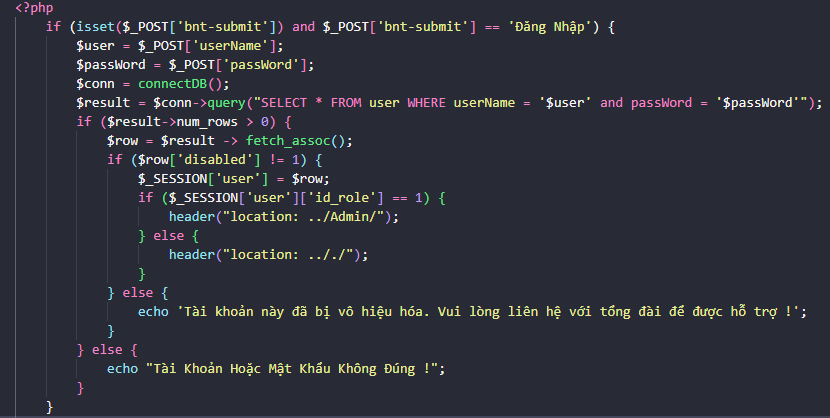 <?php
    if (isset($_POST['bnt-submit']) and $_POST['bnt-submit'] == 'Đăng Nhập') {
        $user = $_POST['userName'];
        $passWord = $_POST['passWord'];
        $conn = connectDB();
        $result = $conn->query("SELECT * FROM user WHERE userName = '$user' and passWord = '$passWord'");
        if ($result->num_rows > 0) {
            $row = $result -> fetch_assoc();
            if ($row['disabled'] != 1) {
                $_SESSION['user'] = $row;
                if ($_SESSION['user']['id_role'] == 1) {
                    header("location: ../Admin/");
                } else {
                    header("location: .././");
                }
            } else {
                echo 'Tài khoản này đã bị vô hiệu hóa. Vui lòng liên hệ với tổng đài để được hỗ trợ !';
            }
        } else {
            echo "Tài Khoản Hoặc Mật Khẩu Không Đúng !";
        }
    }